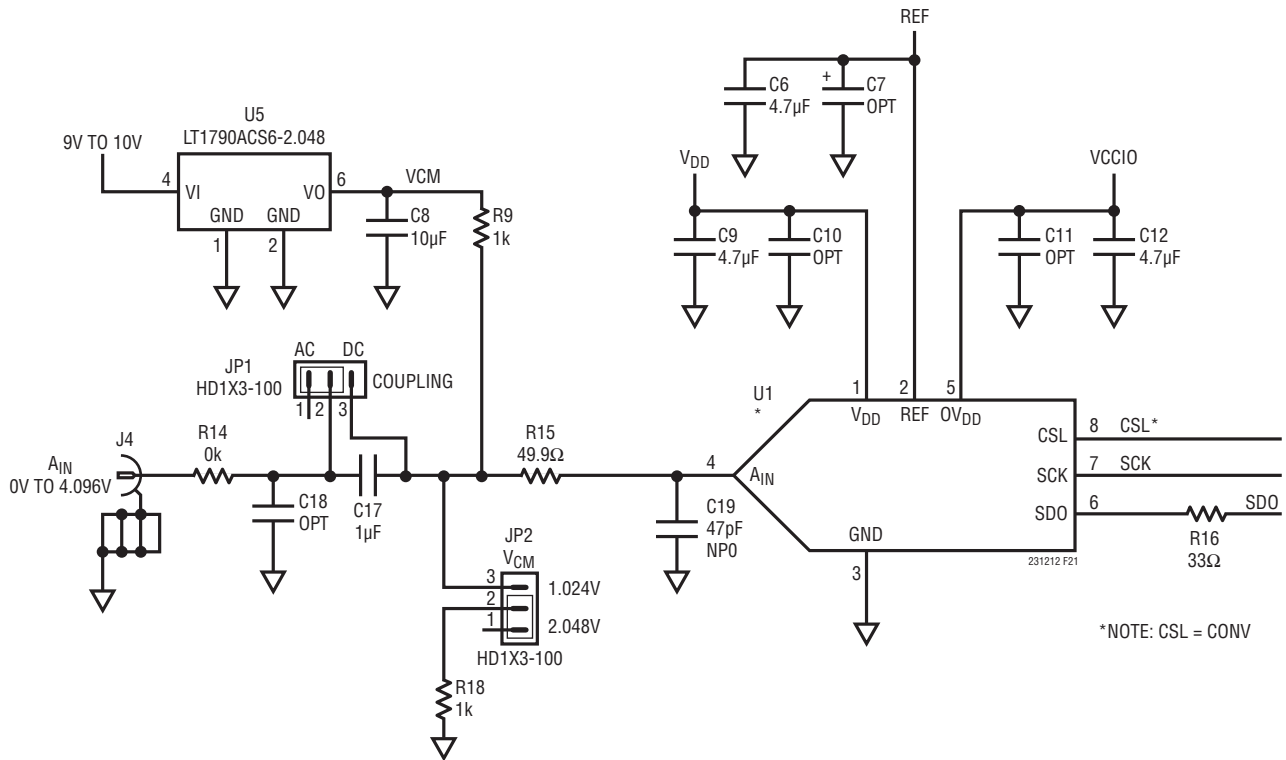 REF
C6
4.7µF
+
C7
OPT
U5
LT1790ACS6-2.048
9V TO 10V
4
VI
VO
6
GND
GND
1
2
VCM
C8
10µF
R9
1k
VDD
C9
4.7µF
C10
OPT
VCCIO
C11
OPT
C12
4.7µF
AC
DC
JP1
HD1X3-100
COUPLING
1
2
3
J4
AIN
0V TO 4.096V
R14
0k
C18
OPT
C17
1µF
R15
49.9Ω
C19
47pF
NP0
JP2
VCM
3
2
1
1.024V
2.048V
HD1X3-100
R18
1k
U1
*
1
2
5
VDD
REF
OVDD
4
AIN
CSL
8
CSL*
SCK
7
SCK
SDO
6
SDO
R16
33Ω
GND
3
231212 F21
*NOTE: CSL = CONV